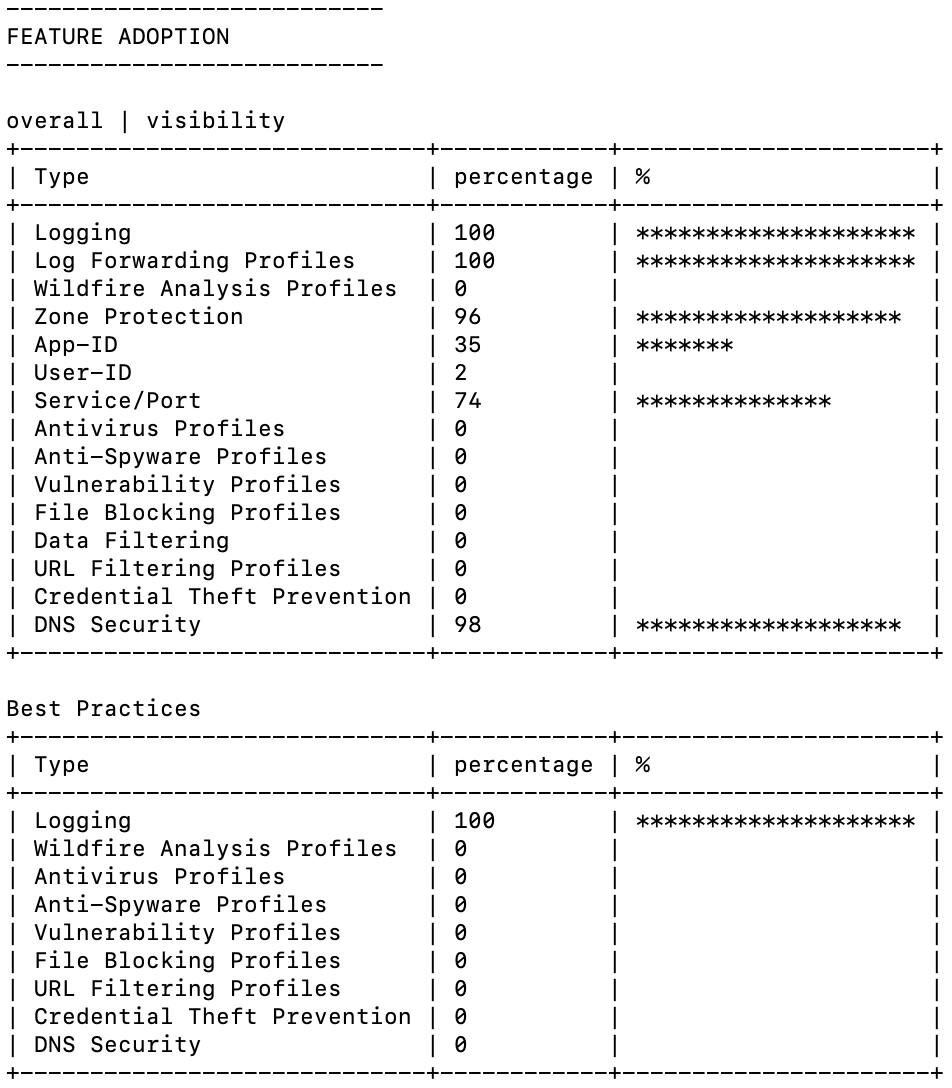 ---------------------------
FEATURE ADOPTION
---------------------------
overall | visibility
+-----------------------------+------------+----------------------+
| Type                        | percentage | %                    |
+-----------------------------+------------+----------------------+
| Logging                     | 100        | ******************** |
| Log Forwarding Profiles     | 100        | ******************** |
| Wildfire Analysis Profiles  | 0          |                      |
| Zone Protection             | 96         | *******************  |
| App-ID                      | 35         | *******              |
| User-ID                     | 2          |                      |
| Service/Port                | 74         | **************       |
| Antivirus Profiles          | 0          |                      |
| Anti-Spyware Profiles       | 0          |                      |
| Vulnerability Profiles      | 0          |                      |
| File Blocking Profiles      | 0          |                      |
| Data Filtering              | 0          |                      |
| URL Filtering Profiles      | 0          |                      |
| Credential Theft Prevention | 0          |                      |
| DNS Security                | 98         | *******************  |
+-----------------------------+------------+----------------------+
Best Practices
+-----------------------------+------------+----------------------+
| Type                        | percentage | %                    |
+-----------------------------+------------+----------------------+
| Logging                     | 100        | ******************** |
| Wildfire Analysis Profiles  | 0          |                      |
| Antivirus Profiles          | 0          |                      |
| Anti-Spyware Profiles       | 0          |                      |
| Vulnerability Profiles      | 0          |                      |
| File Blocking Profiles      | 0          |                      |
| URL Filtering Profiles      | 0          |                      |
| Credential Theft Prevention | 0          |                      |
| DNS Security                | 0          |                      |
+-----------------------------+------------+----------------------+